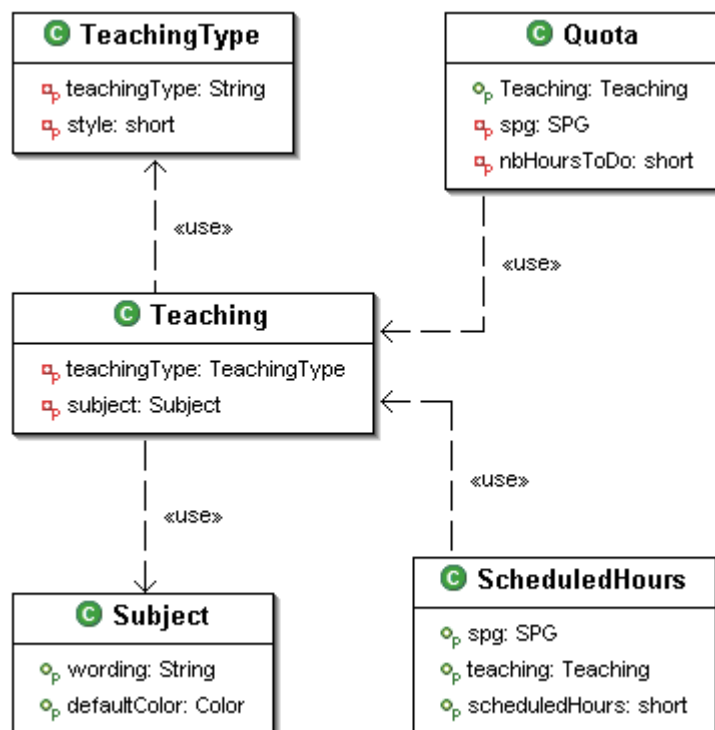 C TeachingType
p teachingType: String
p style: short
C Quota
p Teaching: Teaching
p spg: SPG
p nbHoursToDo: short
«use»
«use»
C Teaching
p teachingType: TeachingType
p subject: Subject
«use»
«use»
C Subject
p wording: String
p defaultColor: Color
C ScheduledHours
p spg: SPG
p teaching: Teaching
p scheduledHours: short